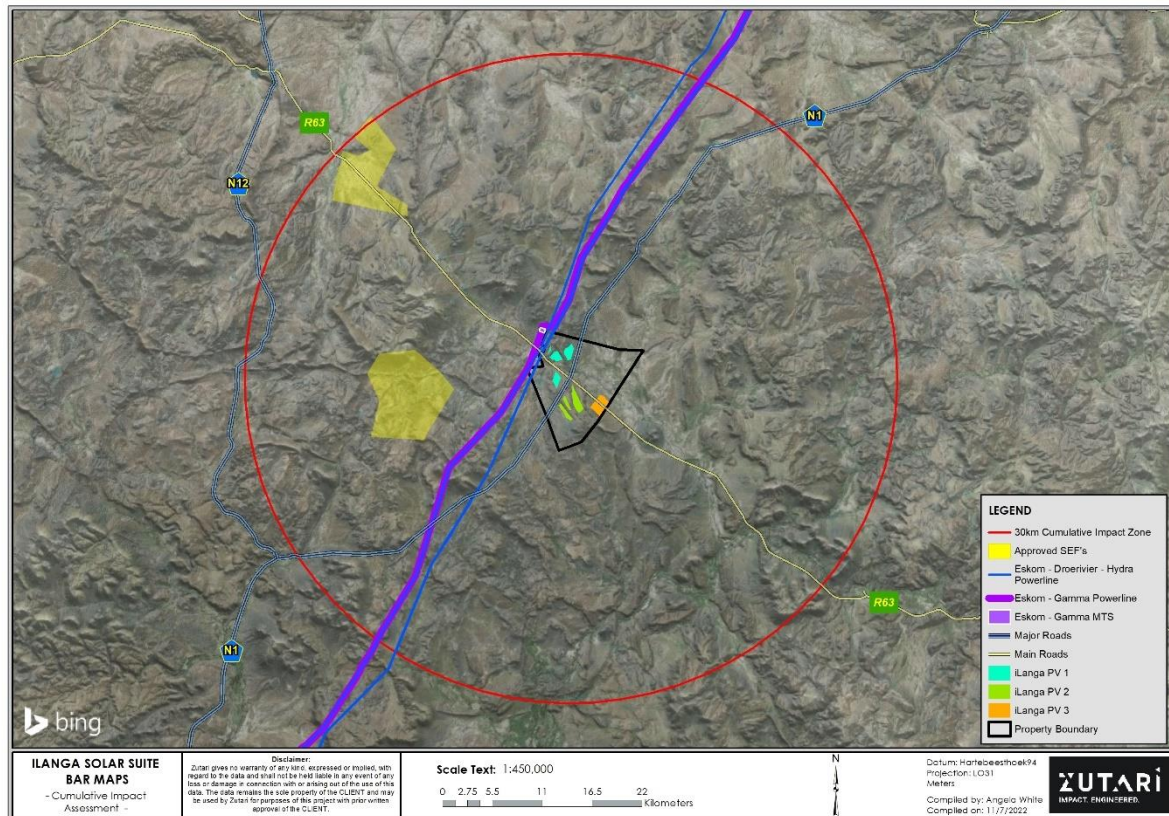 R63
N1
N12
R63
N1
bing
LEGEND
30km Cumulative Impact Zone
Approved SEF's
Eskom - Droerivier - Hydra
Powerline
Eskom - Gamma Powerline
Eskom - Gamma MTS
Major Roads
Main Roads
iLanga PV 1
iLanga PV 2
iLanga PV 3
Property Boundary
ILANGA SOLAR SUITE
BAR MAPS
- Cumulative Impact
Assessment -
Disclaimer:
Zutari gives no warranty of any kind, expressed or implied, with
regard to the data and shall not be held liable in any event of any
loss or damage in connection with or arising out of the use of this
data. The data remains the sole property of the CLIENT and may
be used by Zutari for purposes of this project with prior written
approval of the CLIENT.
Scale Text: 1:450,000
0 2.75 5.5 11 16.5 22
Kilometers
N
Datum: Hartebeesthoek94
Projection: LO31
Meters
Compiled by: Angela White
Compiled on: 11/7/2022
ZUTARI
IMPACT. ENGINEERED.